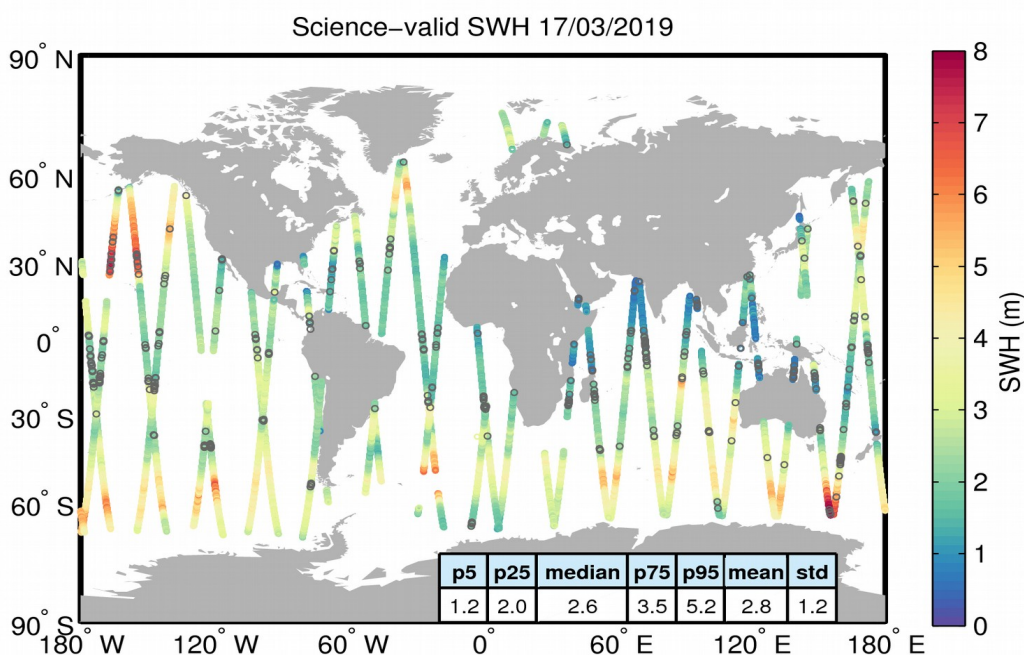 Science−valid SWH 17/03/2019
90° N
60° N
30° N
0°
30° S
60° S
90° S
180° W
120° W
60° W
0°
60° E
120° E
180° E
p5 p25 median p75 p95 mean std
1.2 2.0 2.6 3.5 5.2 2.8 1.2
8
7
6
5
4
3
2
1
0
SWH (m)